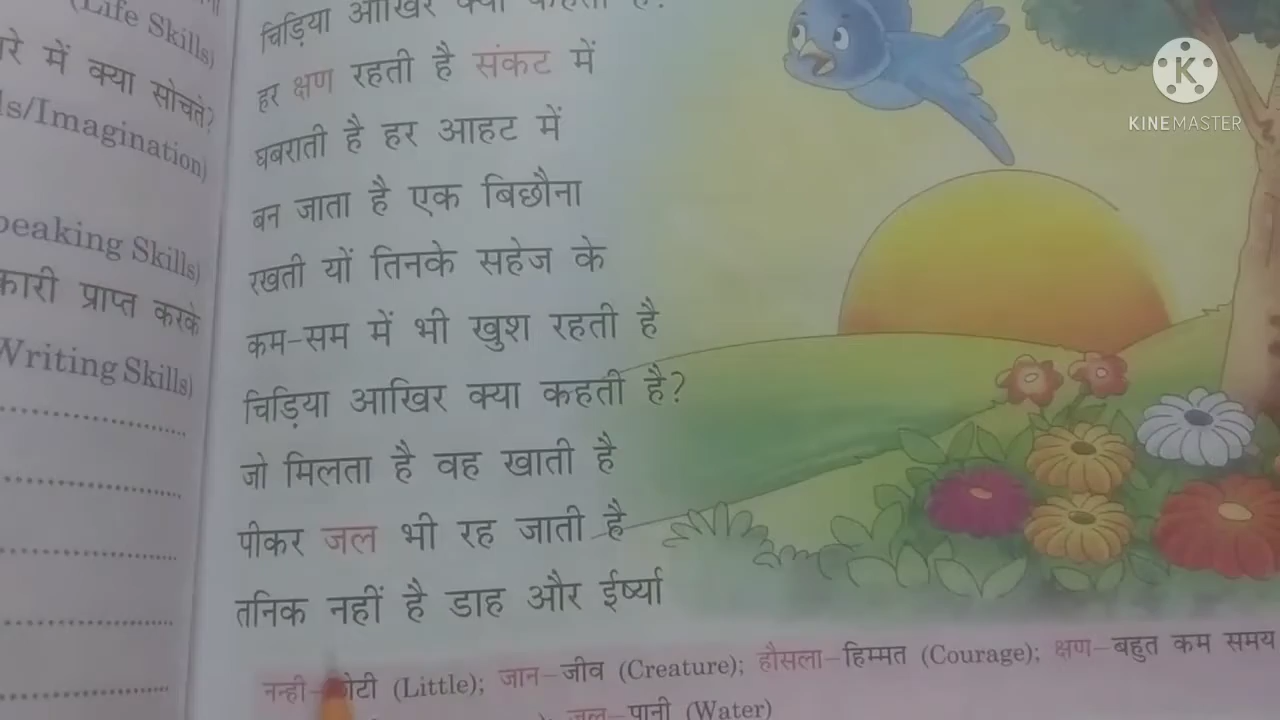 (Life Skills)
रे में क्या सोचते?
ls/Imagination)
peaking Skills)
कारी प्राप्त करके
Writing Skills)
चिड़िया आखिर क्या कहती है?
हर क्षण रहती है संकट में
घबराती है हर आहट में
बन जाता है एक बिछौना
रखती यों तिनके सहेज के
कम-सम में भी खुश रहती है
चिड़िया आखिर क्या कहती है?
जो मिलता है वह खाती है
पीकर जल भी रह जाती है
तनिक नहीं है डाह और ईर्ष्या
नन्ही-छोटी (Little); जान-जीव (Creature); हौसला-हिम्मत (Courage); क्षण-बहुत कम समय
जल-पानी (Water)
KINEMASTER